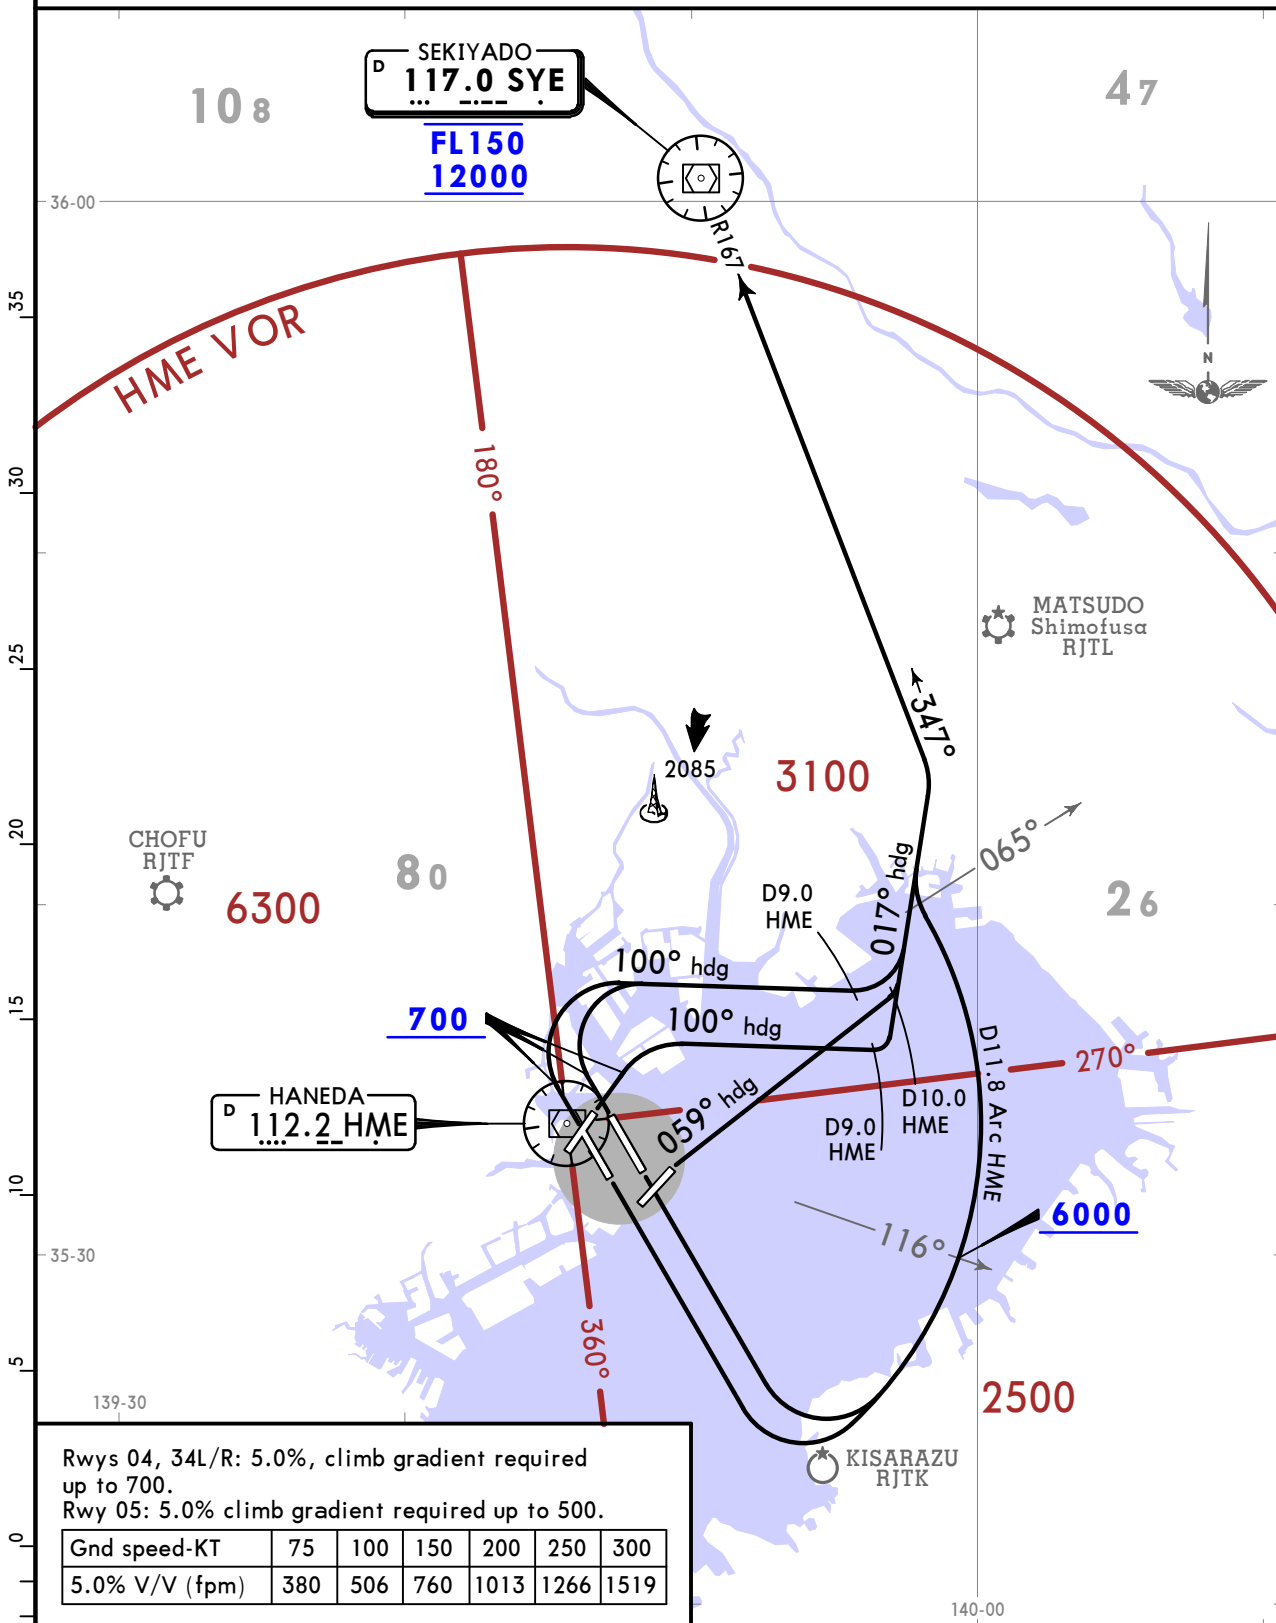 SEKIYADO
D 117.0 SYE
FL150
12000
10 8
4 7
36-00
R167
HME VOR
35
180°
N
30
MATSUDO
Shimofusa
RJTL
25
347°
2085
3100
20
CHOFU
RJTF
065°
8 0
017° hdg
D9.0
HME
2 6
6300
100° hdg
15
700
100° hdg
D11.8 Arc HME
270°
HANEDA
D 112.2 HME
059° hdg
D10.0
HME
D9.0
HME
10
6000
116°
35-30
360°
5
2500
139-30
KISARAZU
RJTK
Rwys 04, 34L/R: 5.0%, climb gradient required
up to 700.
Rwy 05: 5.0% climb gradient required up to 500.
0
Gnd speed-KT 75 100 150 200 250 300
5.0% V/V (fpm) 380 506 760 1013 1266 1519
140-00